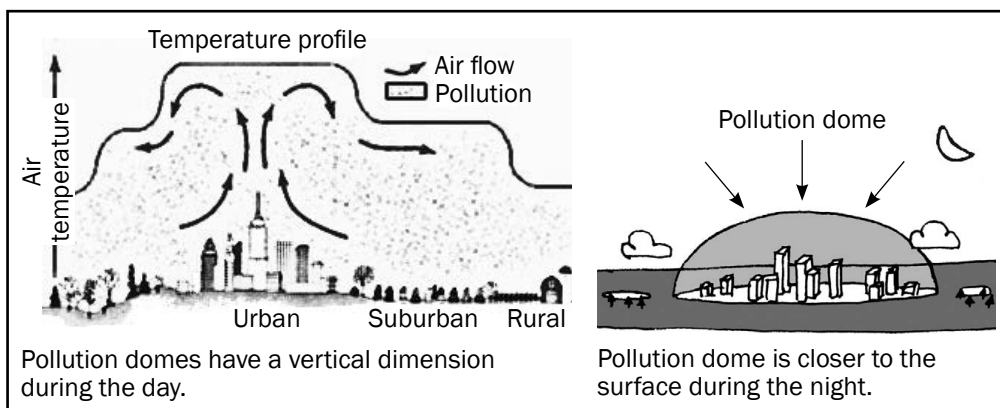 Temperature profile
Air flow
Pollution
Air
temperature
Urban
Suburban
Rural
Pollution domes have a vertical dimension
during the day.
Pollution dome
Pollution dome is closer to the
surface during the night.